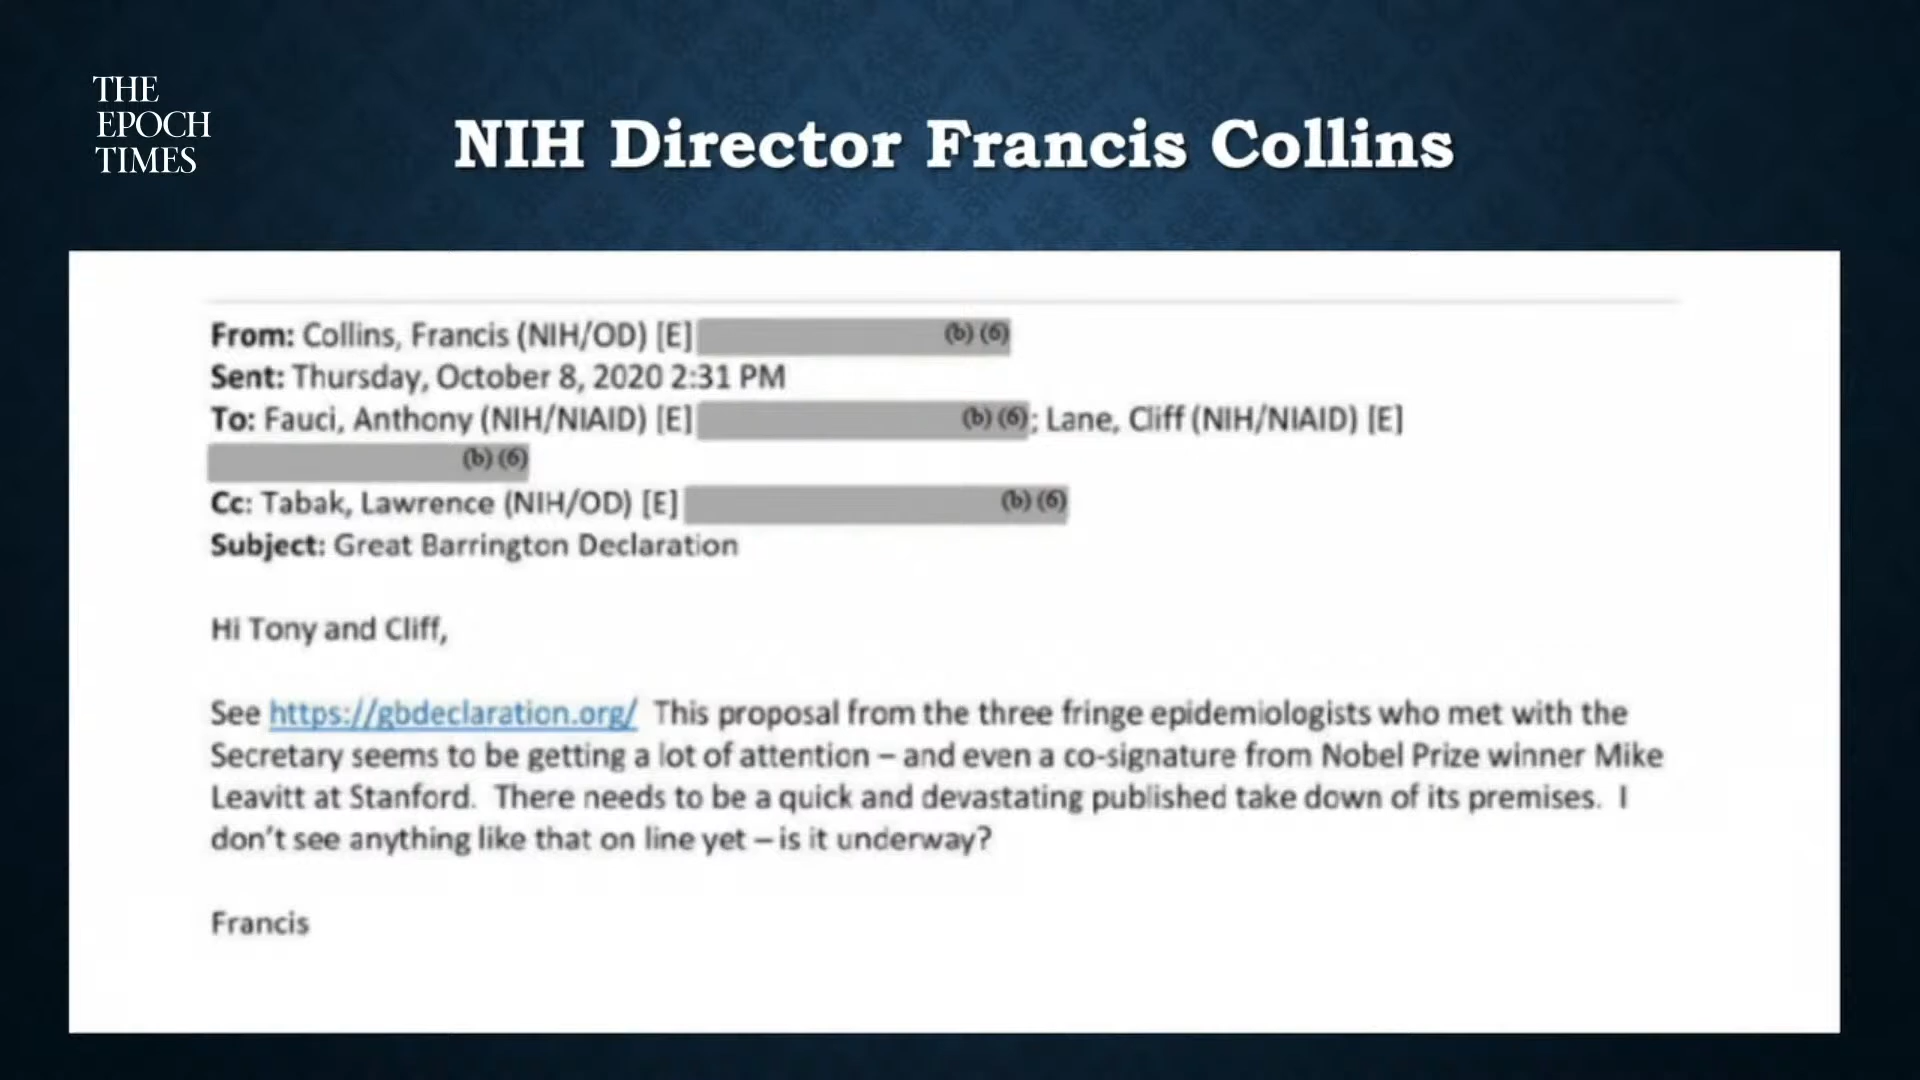 THE
EPOCH
TIMES
NIH Director Francis Collins
From: Collins, Francis (NIH/OD) [E] (b) (6)
Sent: Thursday, October 8, 2020 2:31 PM
To: Fauci, Anthony (NIH/NIAID) [E] (b) (6); Lane, Cliff (NIH/NIAID) [E]
(b) (6)
Cc: Tabak, Lawrence (NIH/OD) [E] (b) (6)
Subject: Great Barrington Declaration
Hi Tony and Cliff,
See https://gbdeclaration.org/ This proposal from the three fringe epidemiologists who met with the
Secretary seems to be getting a lot of attention – and even a co-signature from Nobel Prize winner Mike
Leavitt at Stanford. There needs to be a quick and devastating published take down of its premises. I
don't see anything like that on line yet – is it underway?
Francis